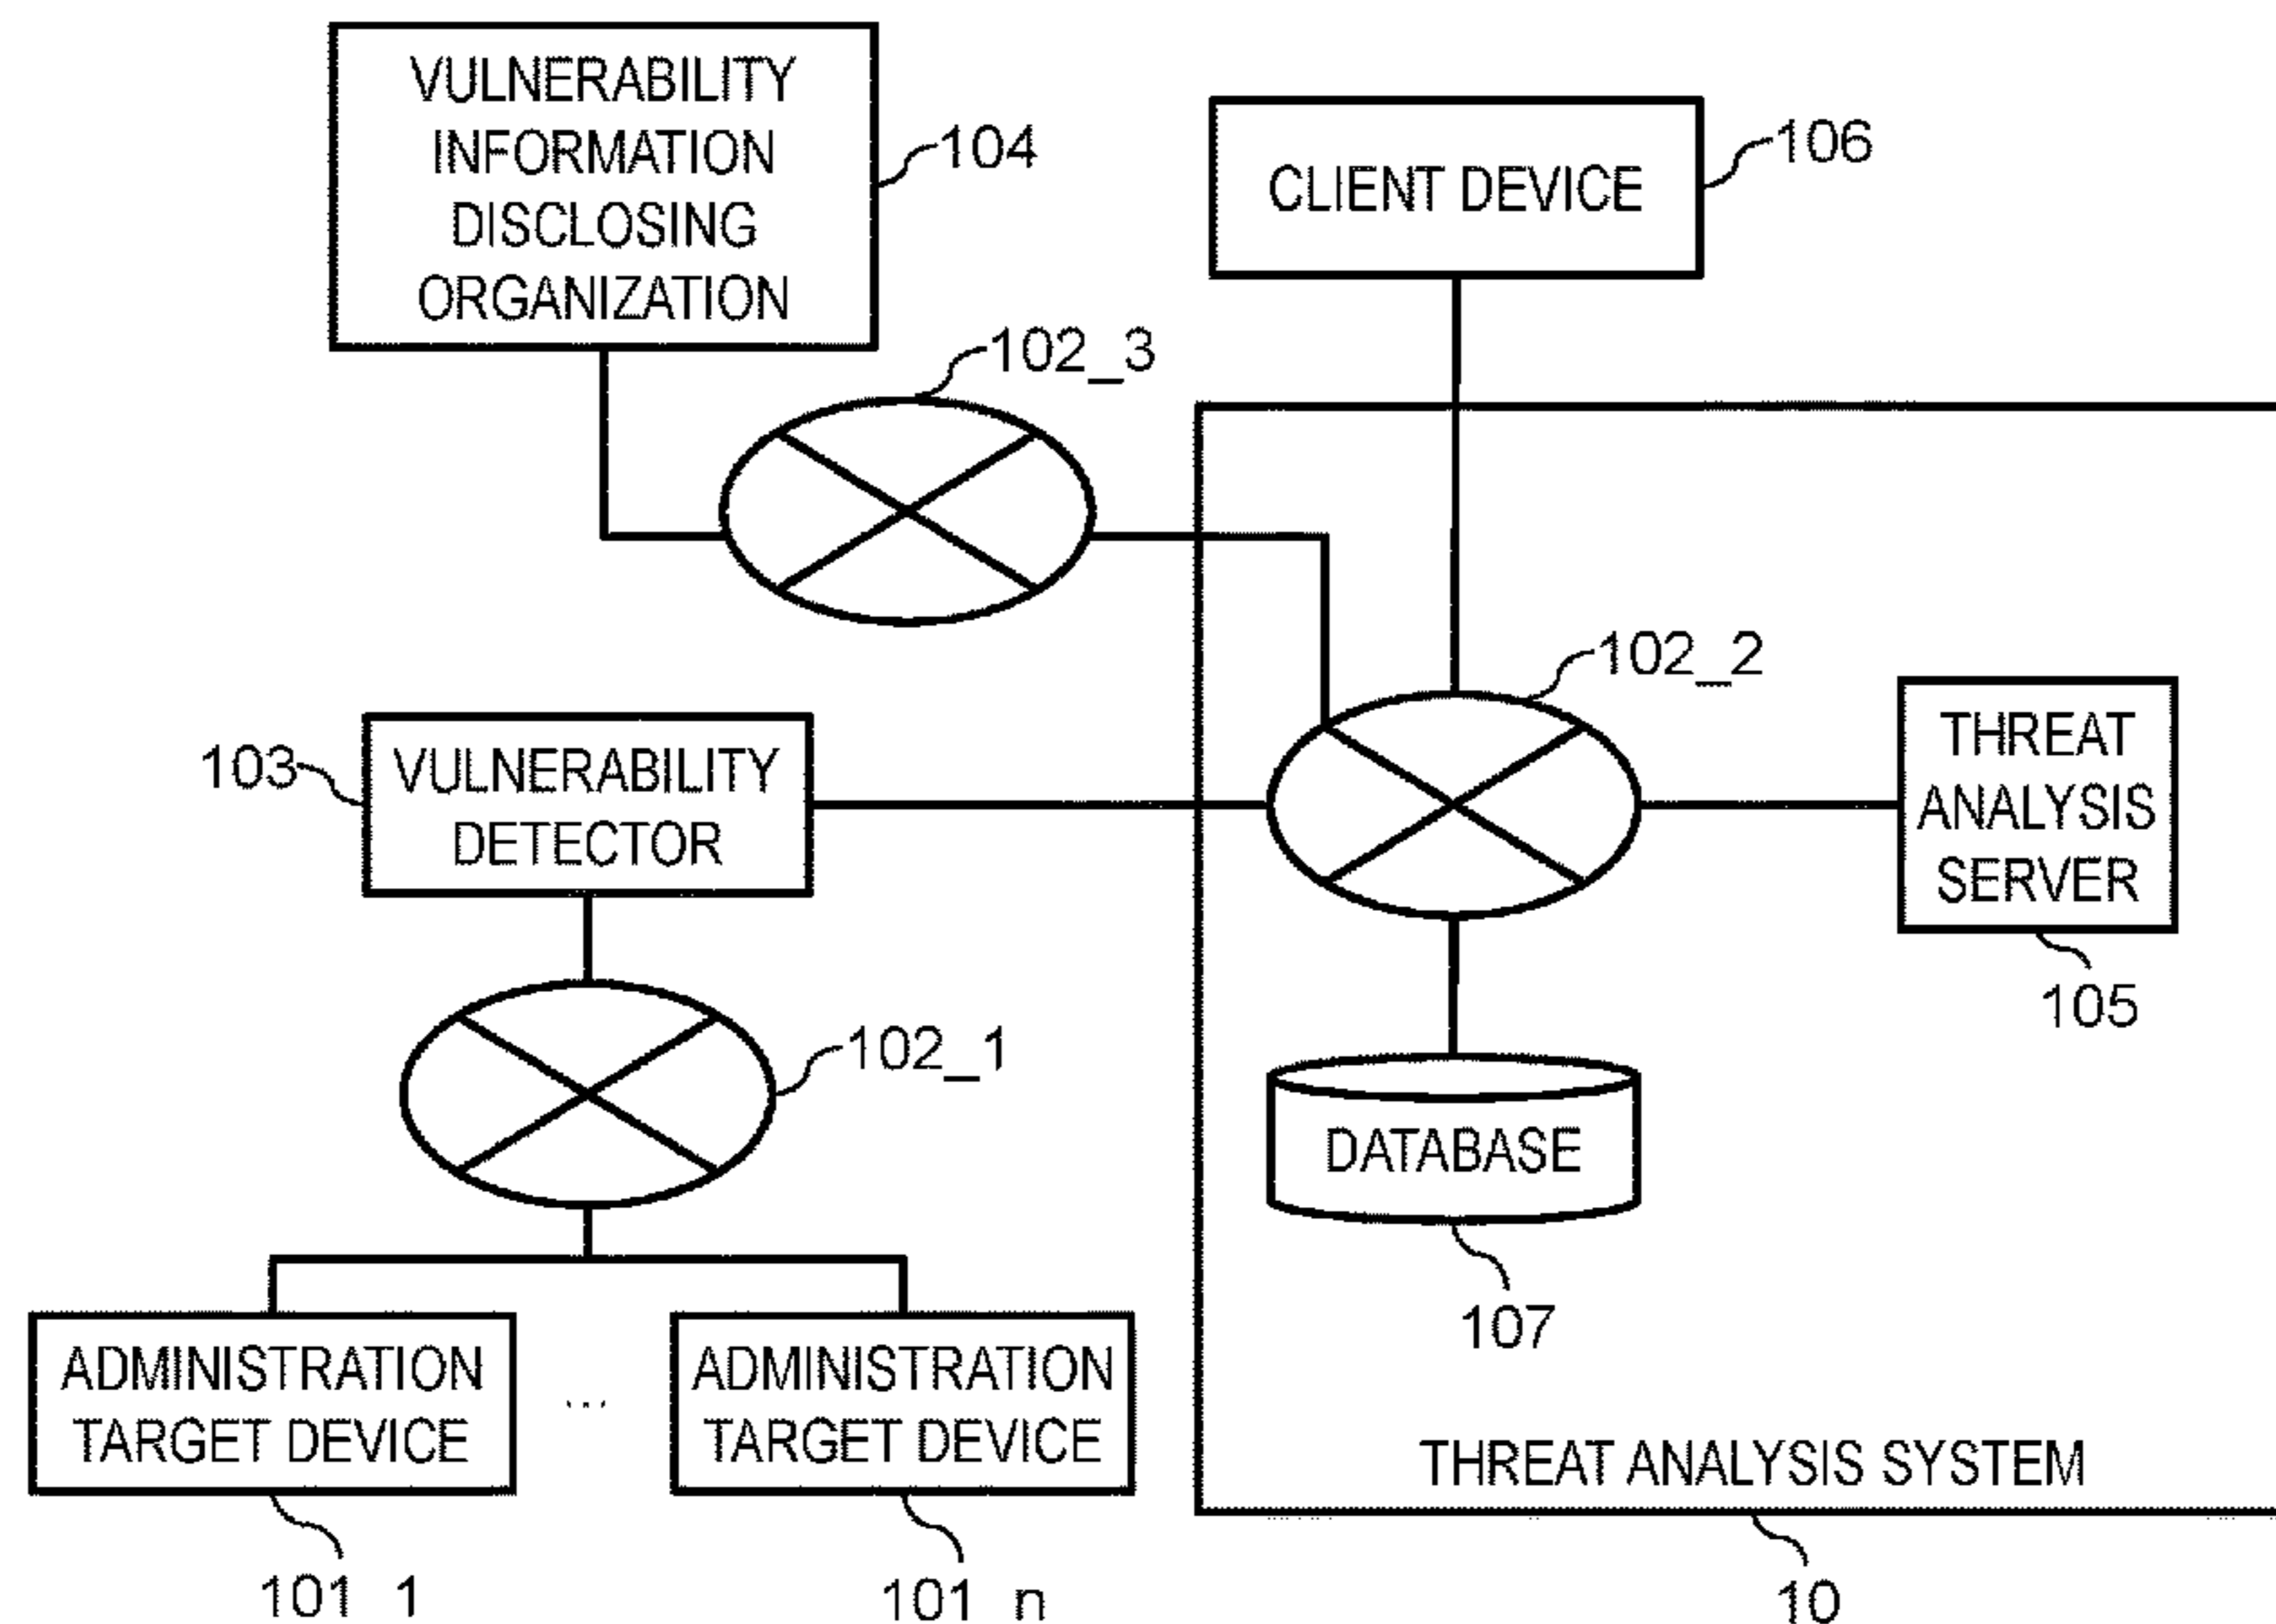 VULNERABILITY
INFORMATION
DISCLOSING
ORGANIZATION
104
CLIENT DEVICE
106
102_3
102_2
103
VULNERABILITY
DETECTOR
THREAT
ANALYSIS
SERVER
105
102_1
DATABASE
107
ADMINISTRATION
TARGET DEVICE
...
ADMINISTRATION
TARGET DEVICE
THREAT ANALYSIS SYSTEM
101_1
101_n
10